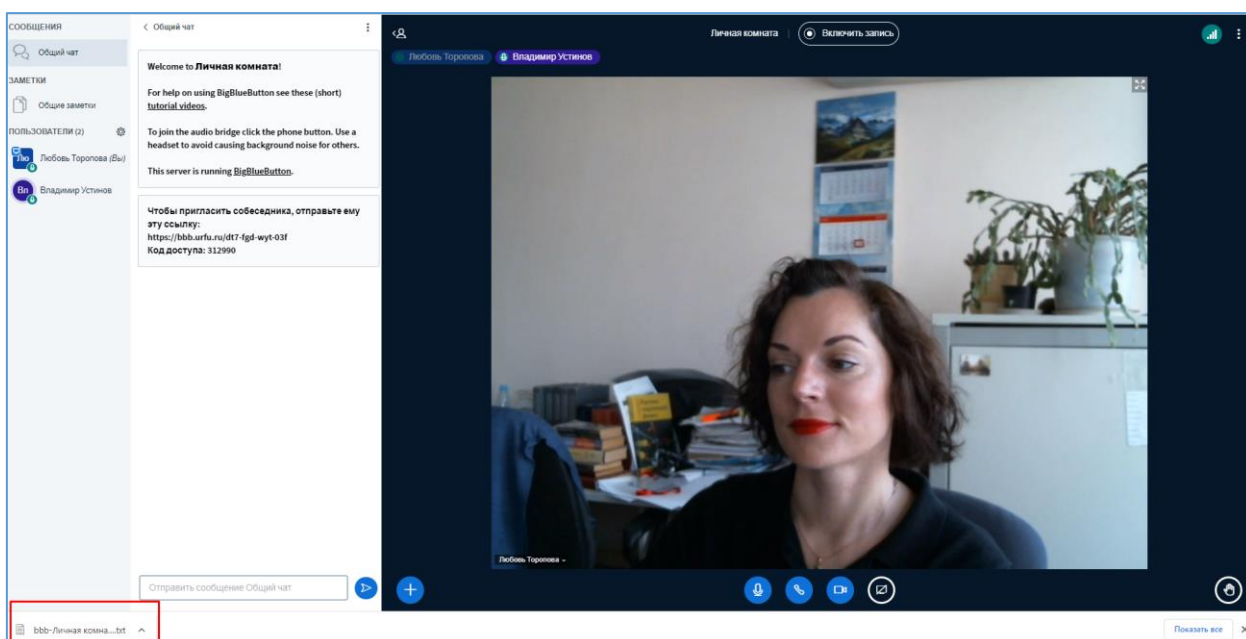 СООБЩЕНИЯ
Общий чат
ЗАМЕТКИ
Общие заметки
ПОЛЬЗОВАТЕЛИ (2)
Лю
Любовь Торопова (Вы)
Вл
Владимир Устинов
Общий чат
Welcome to Личная комната!
For help on using BigBlueButton see these (short)
tutorial videos.
To join the audio bridge click the phone button. Use a
headset to avoid causing background noise for others.
This server is running BigBlueButton.
Чтобы пригласить собеседника, отправьте ему
эту ссылку:
https://bbb.urfu.ru/dt7-fgd-wyt-03f
Код доступа: 312990
Отправить сообщение Общий чат
Личная комната
Включить запись
Любовь Торопова
Владимир Устинов
Любовь Торопова
bbb-Личная комна....txt
Показать все